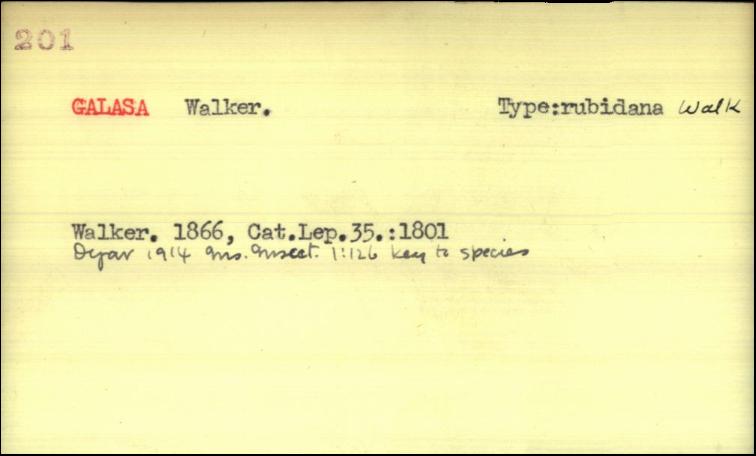 201
GALASA Walker. Type:rubidana Walk
Walker. 1866, Cat.Lep.35.:1801
Dyar 1914 Ins. Insect. 1:126 key to species